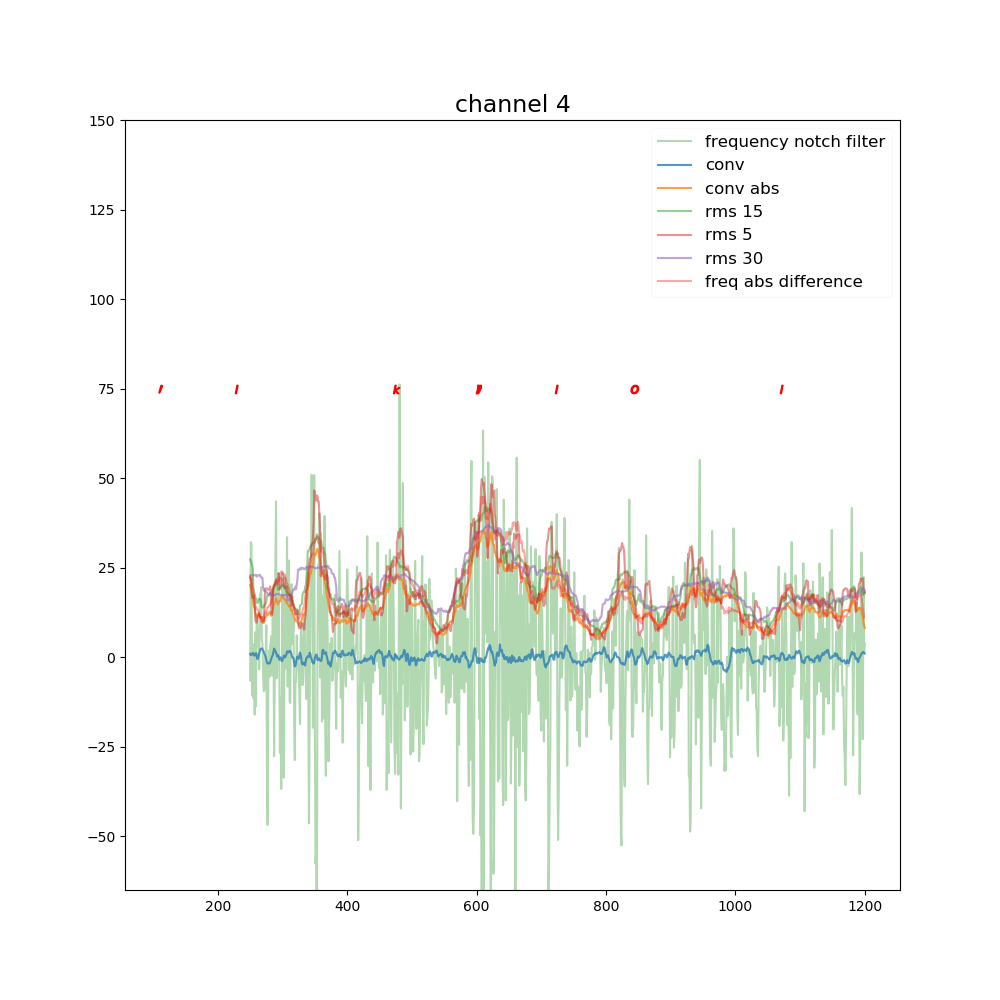 channel 4
150
125
100
75
50
25
0
−25
−50
frequency notch filter
conv
conv abs
rms 15
rms 5
rms 30
freq abs difference
l k l o l
200 400 600 800 1000 1200